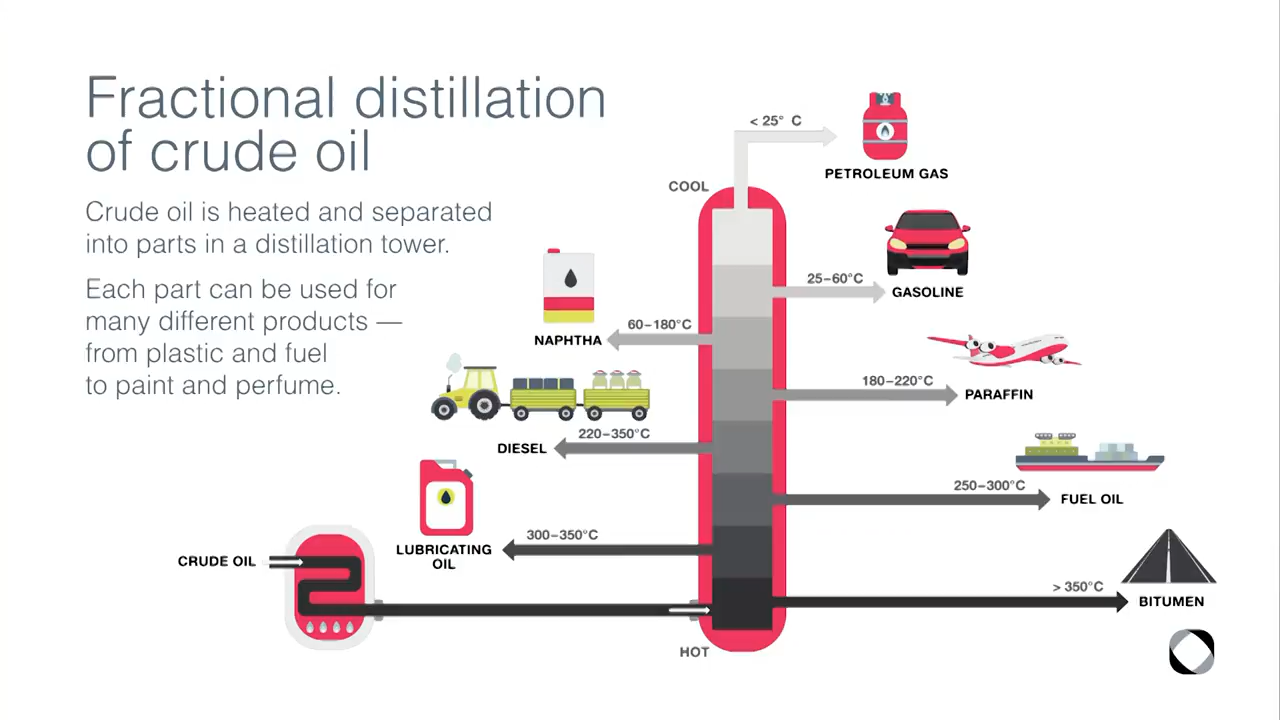 Fractional distillation
of crude oil
Crude oil is heated and separated
into parts in a distillation tower.
Each part can be used for
many different products —
from plastic and fuel
to paint and perfume.
< 25° C
PETROLEUM GAS
COOL
25–60°C
GASOLINE
60–180°C
NAPHTHA
180–220°C
PARAFFIN
220–350°C
DIESEL
250–300°C
FUEL OIL
300–350°C
LUBRICATING
OIL
CRUDE OIL
> 350°C
BITUMEN
HOT